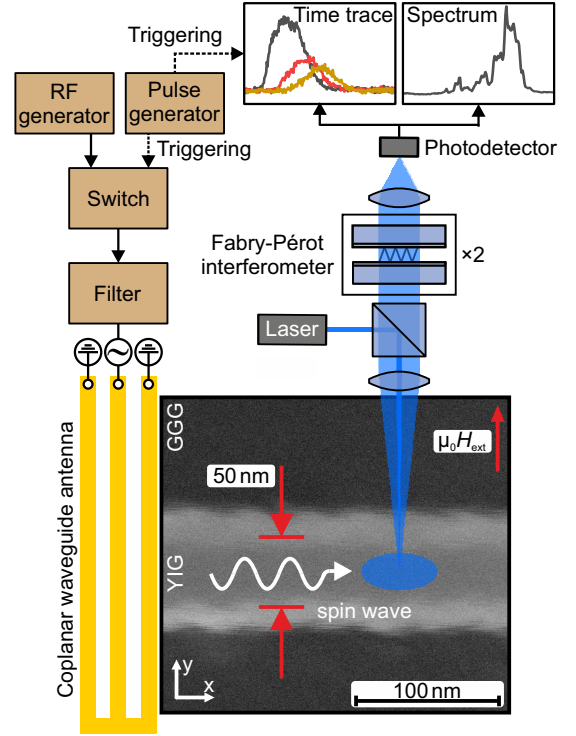 Triggering
Time trace
Spectrum
RF
generator
Pulse
generator
Triggering
Photodetector
Switch
Fabry-Pérot
interferometer
×2
Filter
Laser
Coplanar waveguide antenna
GGG
μ0Hext
50 nm
YIG
spin wave
y
x
100 nm